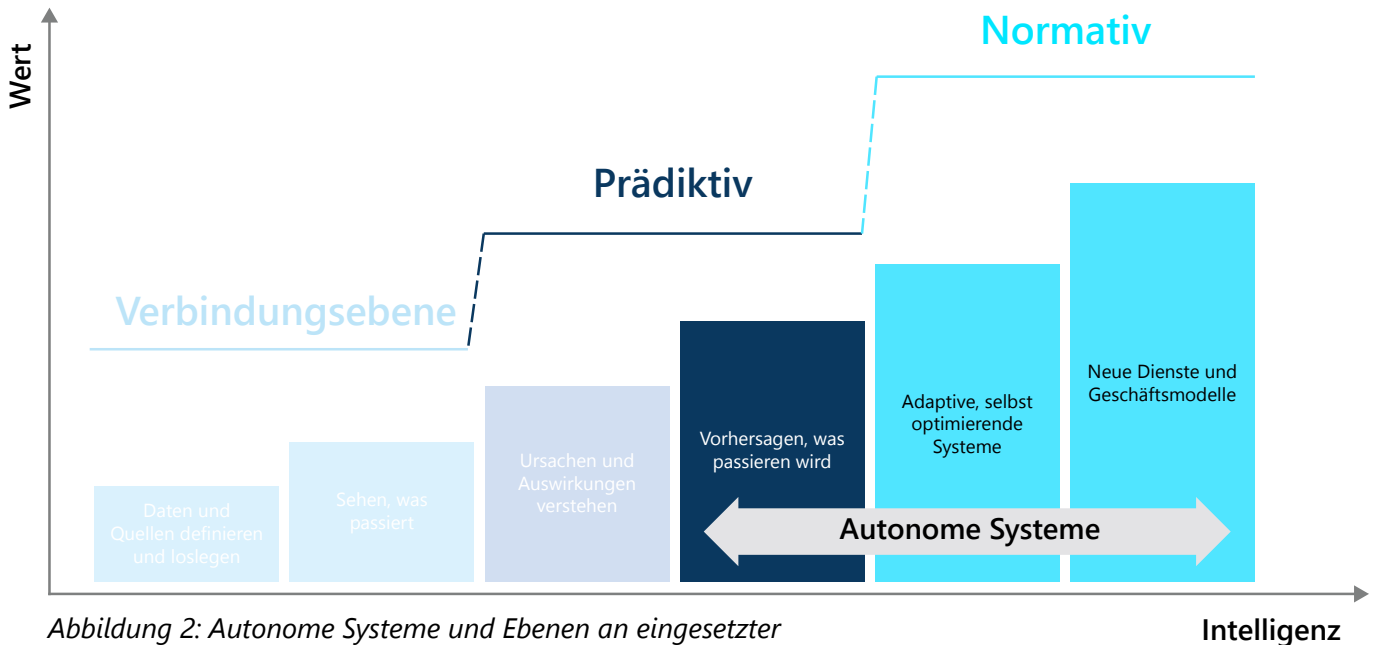 Wert
Normativ
Prädiktiv
Verbindungsebene
Daten und
Quellen definieren
und loslegen
Sehen, was
passiert
Ursachen und
Auswirkungen
verstehen
Vorhersagen, was
passieren wird
Adaptive, selbst
optimierende
Systeme
Neue Dienste und
Geschäftsmodelle
Autonome Systeme
Abbildung 2: Autonome Systeme und Ebenen an eingesetzter
Intelligenz